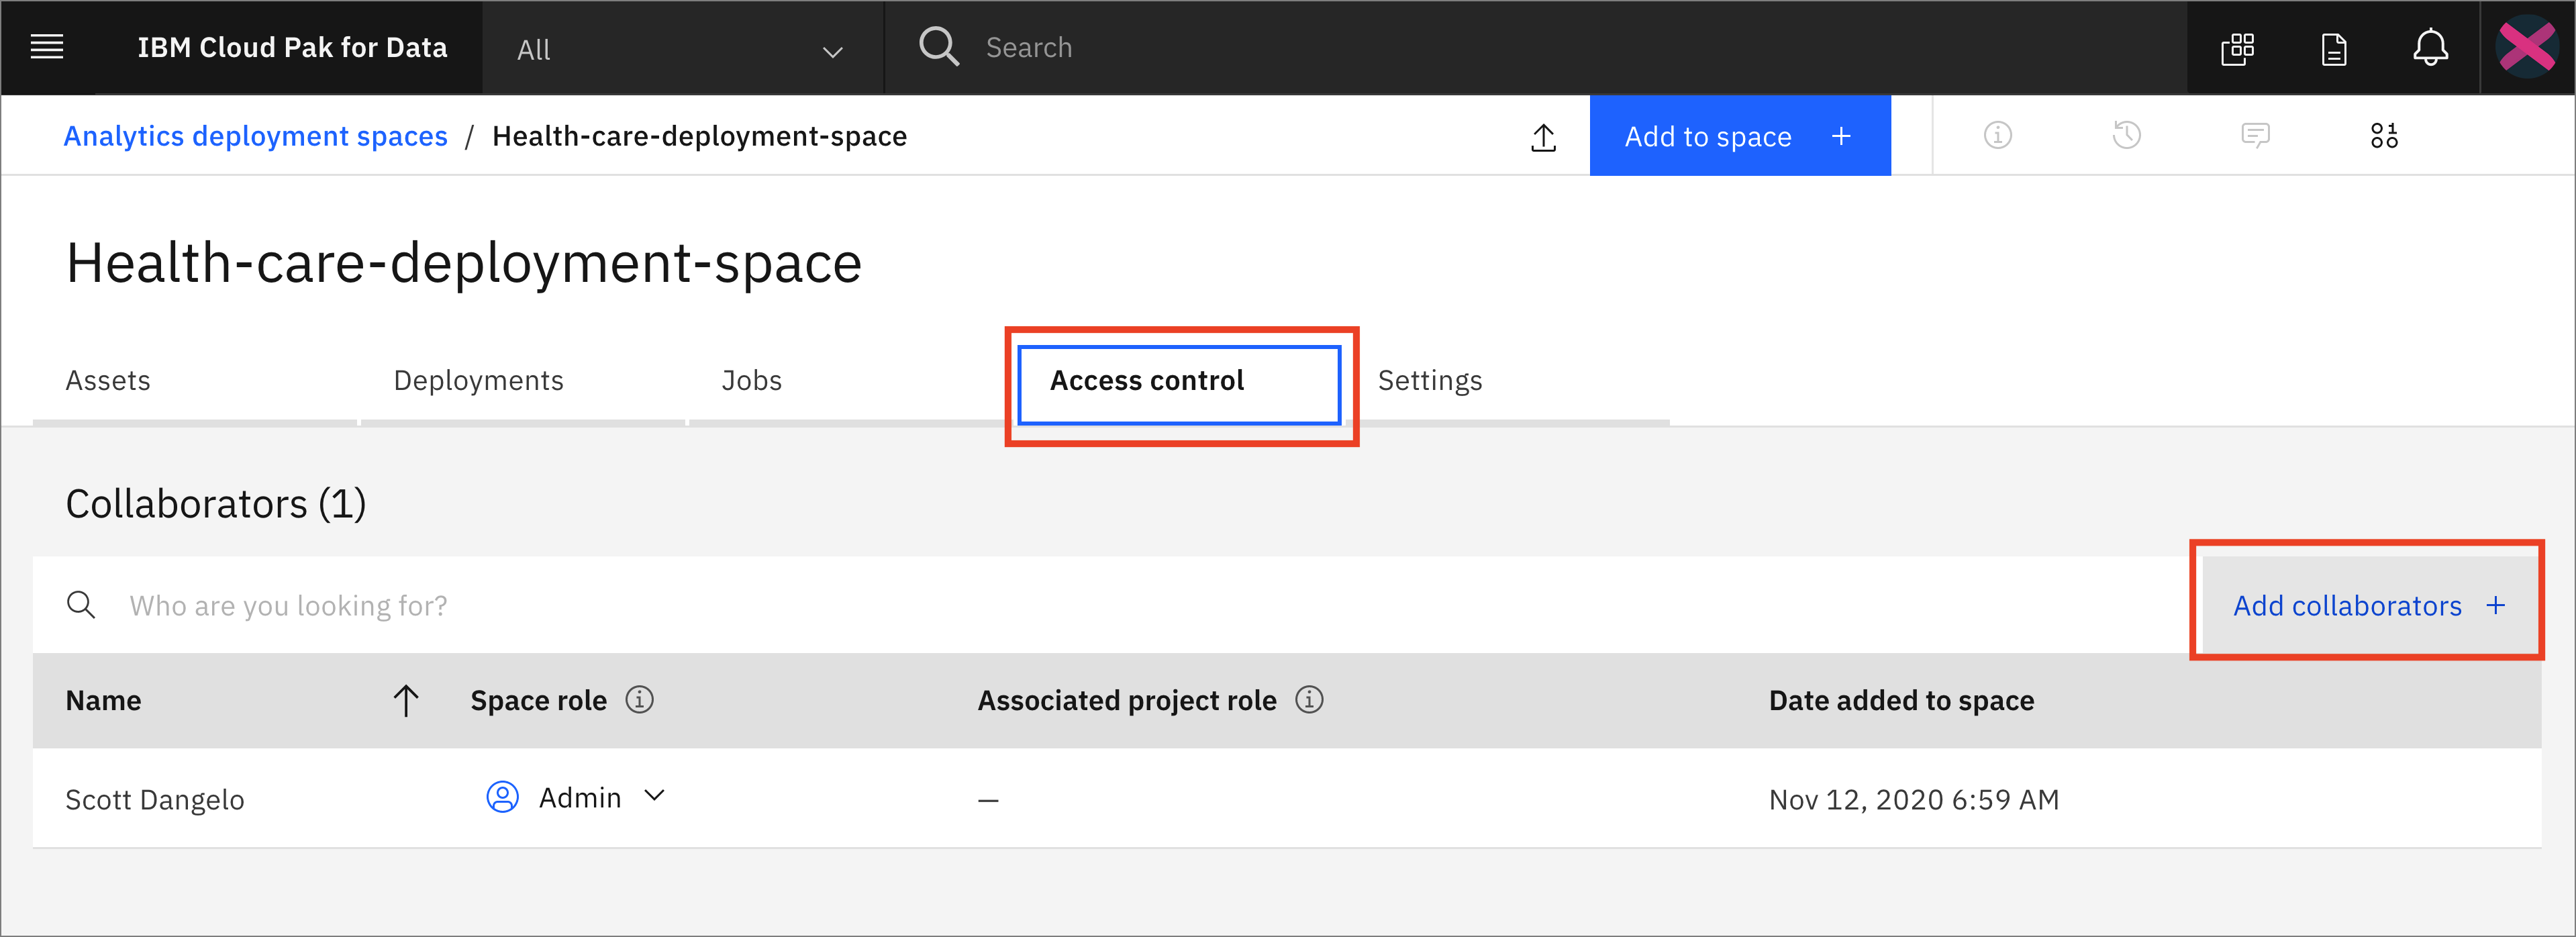 IBM Cloud Pak for Data All Search
Analytics deployment spaces / Health-care-deployment-space Add to space +
Health-care-deployment-space
Assets Deployments Jobs Access control Settings
Collaborators (1)
Who are you looking for? Add collaborators +
Name Space role Associated project role Date added to space
Scott Dangelo Admin — Nov 12, 2020 6:59 AM